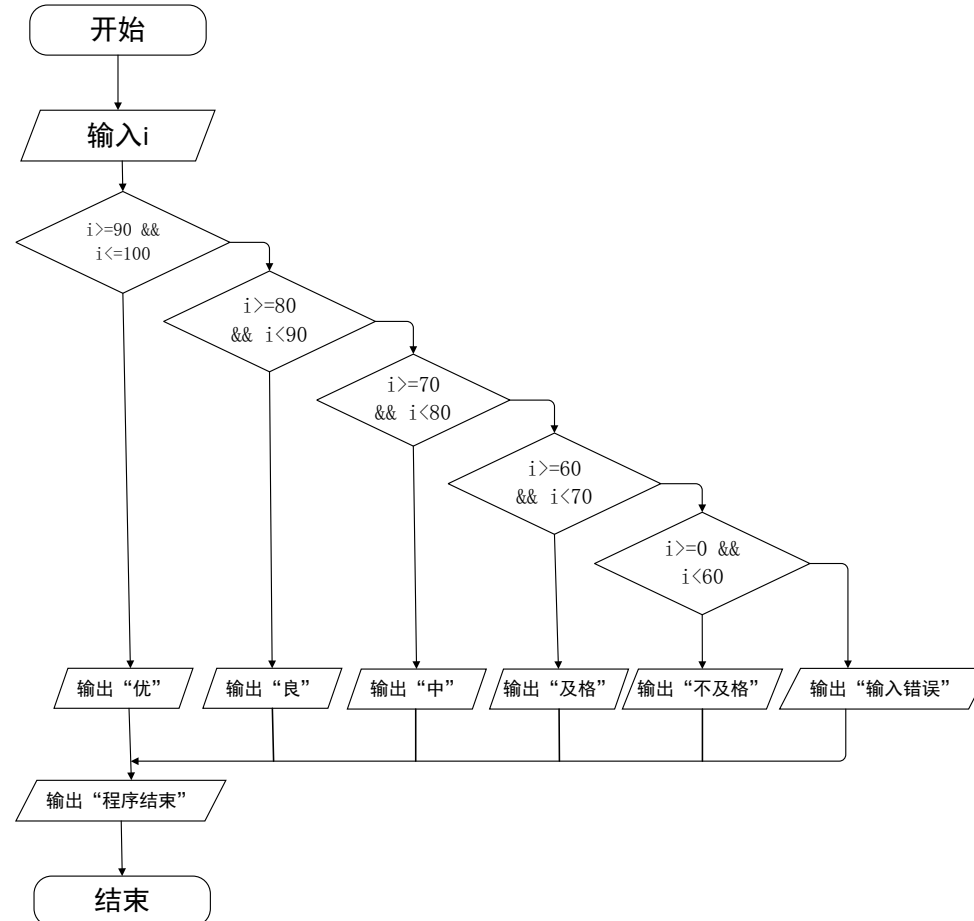 开始
输入i
i>=90 &&
i<=100
i>=80
&& i<90
i>=70
&& i<80
i>=60
&& i<70
i>=0 &&
i<60
输出“优”
输出“良”
输出“中”
输出“及格”
输出“不及格”
输出“输入错误”
输出“程序结束”
结束